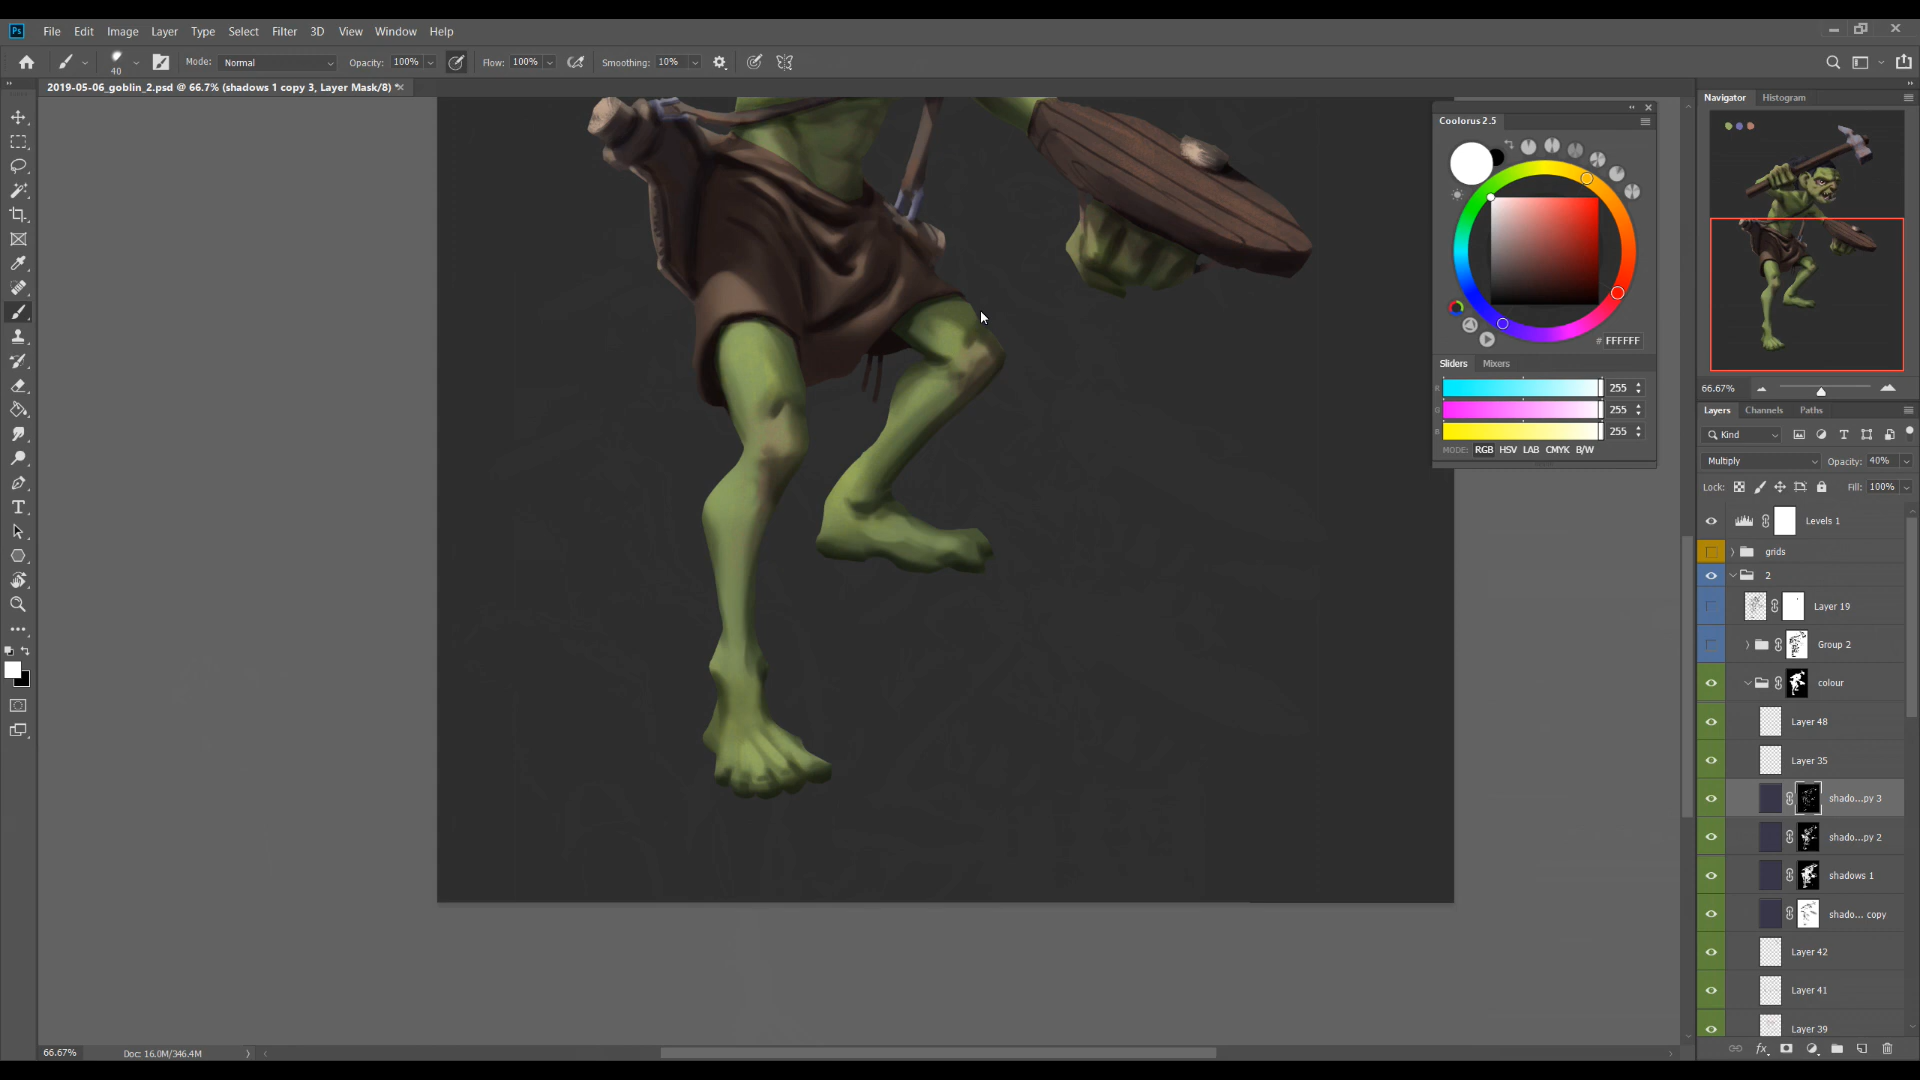 Ps File Edit Image Layer Type Select Filter 3D View Window Help
40 Mode: Normal Opacity: 100% Flow: 100% Smoothing: 10%
2019-05-06_goblin_2.psd @ 66.7% (shadows 1 copy 3, Layer Mask/8) *
Navigator Histogram
Coolorus 2.5
# FFFFFF
Sliders Mixers
R 255
G 255
B 255
MODE: RGB HSV LAB CMYK B/W
66.67%
Layers Channels Paths
Kind
Multiply Opacity: 40%
Lock: Fill: 100%
Levels 1
grids
2
Layer 19
Group 2
colour
Layer 48
Layer 35
shado...py 3
shado...py 2
shadows 1
shado... copy
Layer 42
Layer 41
Layer 39
fx
66.67% Doc: 16.0M/346.4M